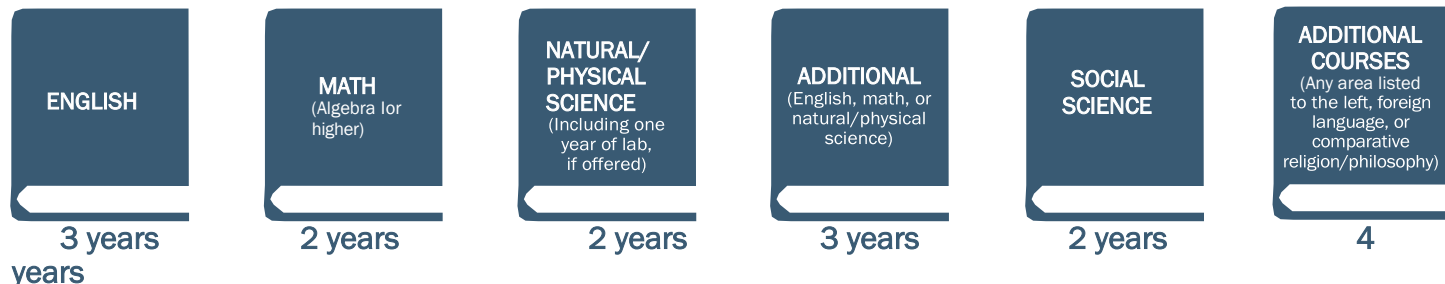 ENGLISH
MATH
(Algebra Ior
higher)
NATURAL/
PHYSICAL
SCIENCE
(Including one
year of lab,
if offered)
ADDITIONAL
(English, math, or
natural/physical
science)
SOCIAL
SCIENCE
ADDITIONAL
COURSES
(Any area listed
to the left, foreign
language, or
comparative
religion/philosophy)
3 years 2 years 2 years 3 years 2 years 4
years